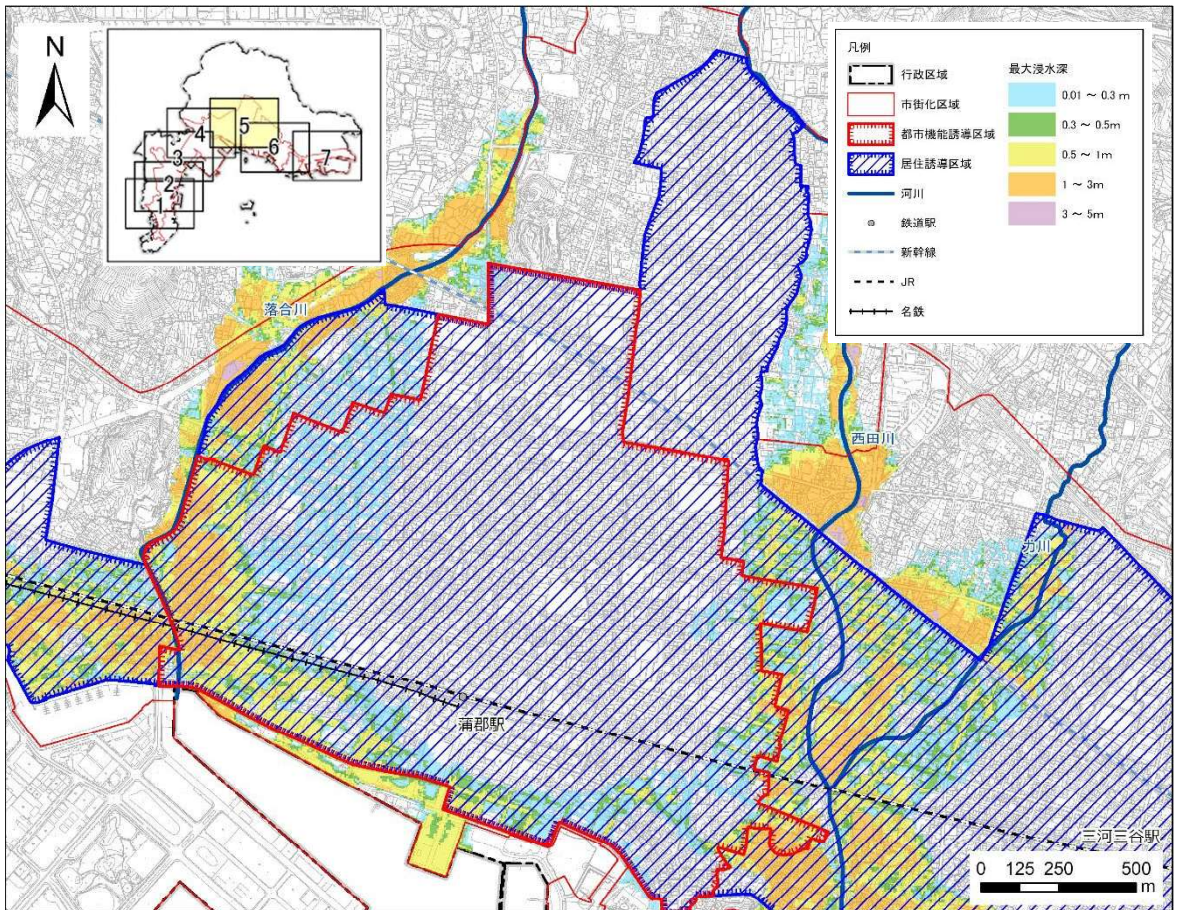 N
4
5
6
7
3
2
1
凡例
行政区域
市街化区域
都市機能誘導区域
居住誘導区域
河川
鉄道駅
新幹線
JR
名鉄
最大浸水深
0.01 ～ 0.3 m
0.3 ～ 0.5m
0.5 ～ 1m
1 ～ 3m
3 ～ 5m
落合川
西田川
力川
蒲郡駅
三河三谷駅
0 125 250 500
m